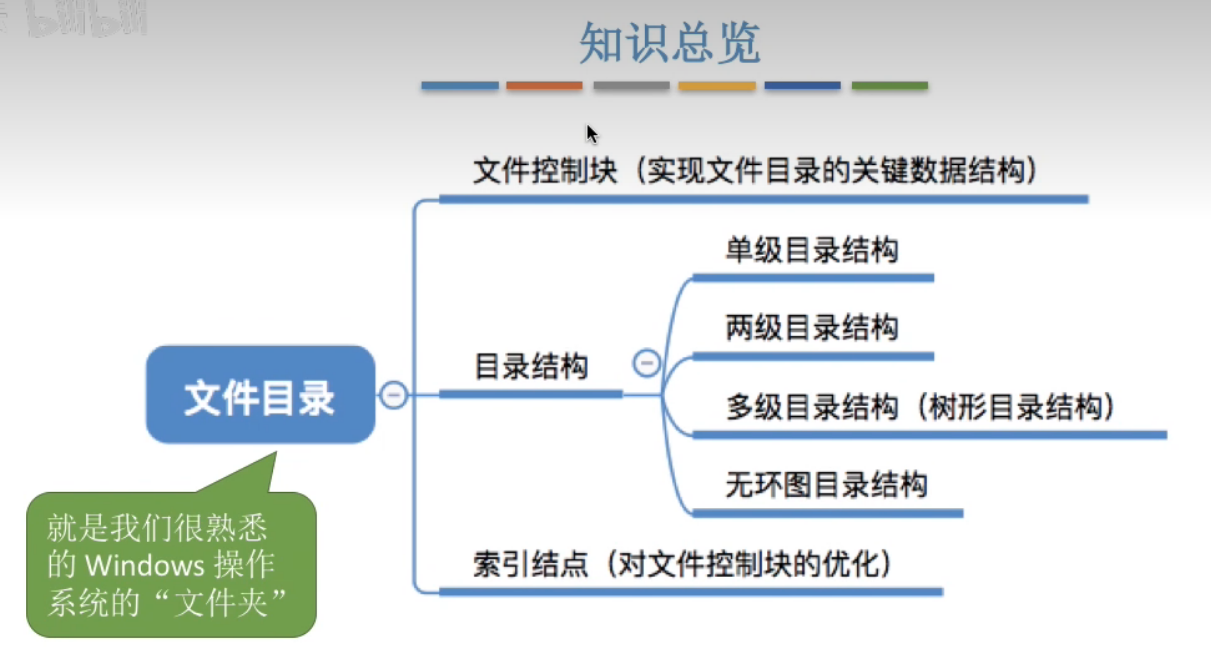 知识总览
文件控制块（实现文件目录的关键数据结构）
单级目录结构
两级目录结构
目录结构
多级目录结构（树形目录结构）
文件目录
无环图目录结构
索引结点（对文件控制块的优化）
就是我们很熟悉
的 Windows 操作
系统的“文件夹”